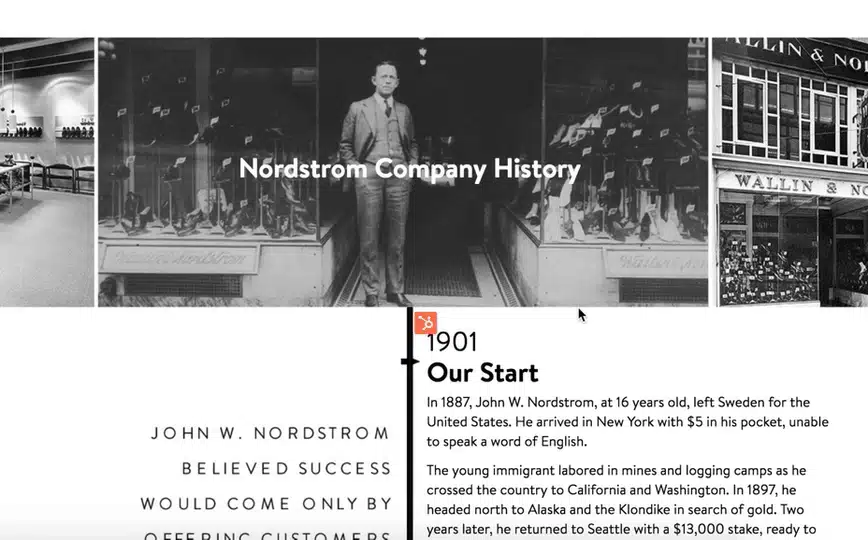 Nordstrom Company History
ALLIN & NO
WALLIN & NO
1901
Our Start
In 1887, John W. Nordstrom, at 16 years old, left Sweden for the
United States. He arrived in New York with $5 in his pocket, unable
to speak a word of English.
The young immigrant labored in mines and logging camps as he
crossed the country to California and Washington. In 1897, he
headed north to Alaska and the Klondike in search of gold. Two
years later, he returned to Seattle with a $13,000 stake, ready to
JOHN W. NORDSTROM
BELIEVED SUCCESS
WOULD COME ONLY BY
OFFERING CUSTOMERS